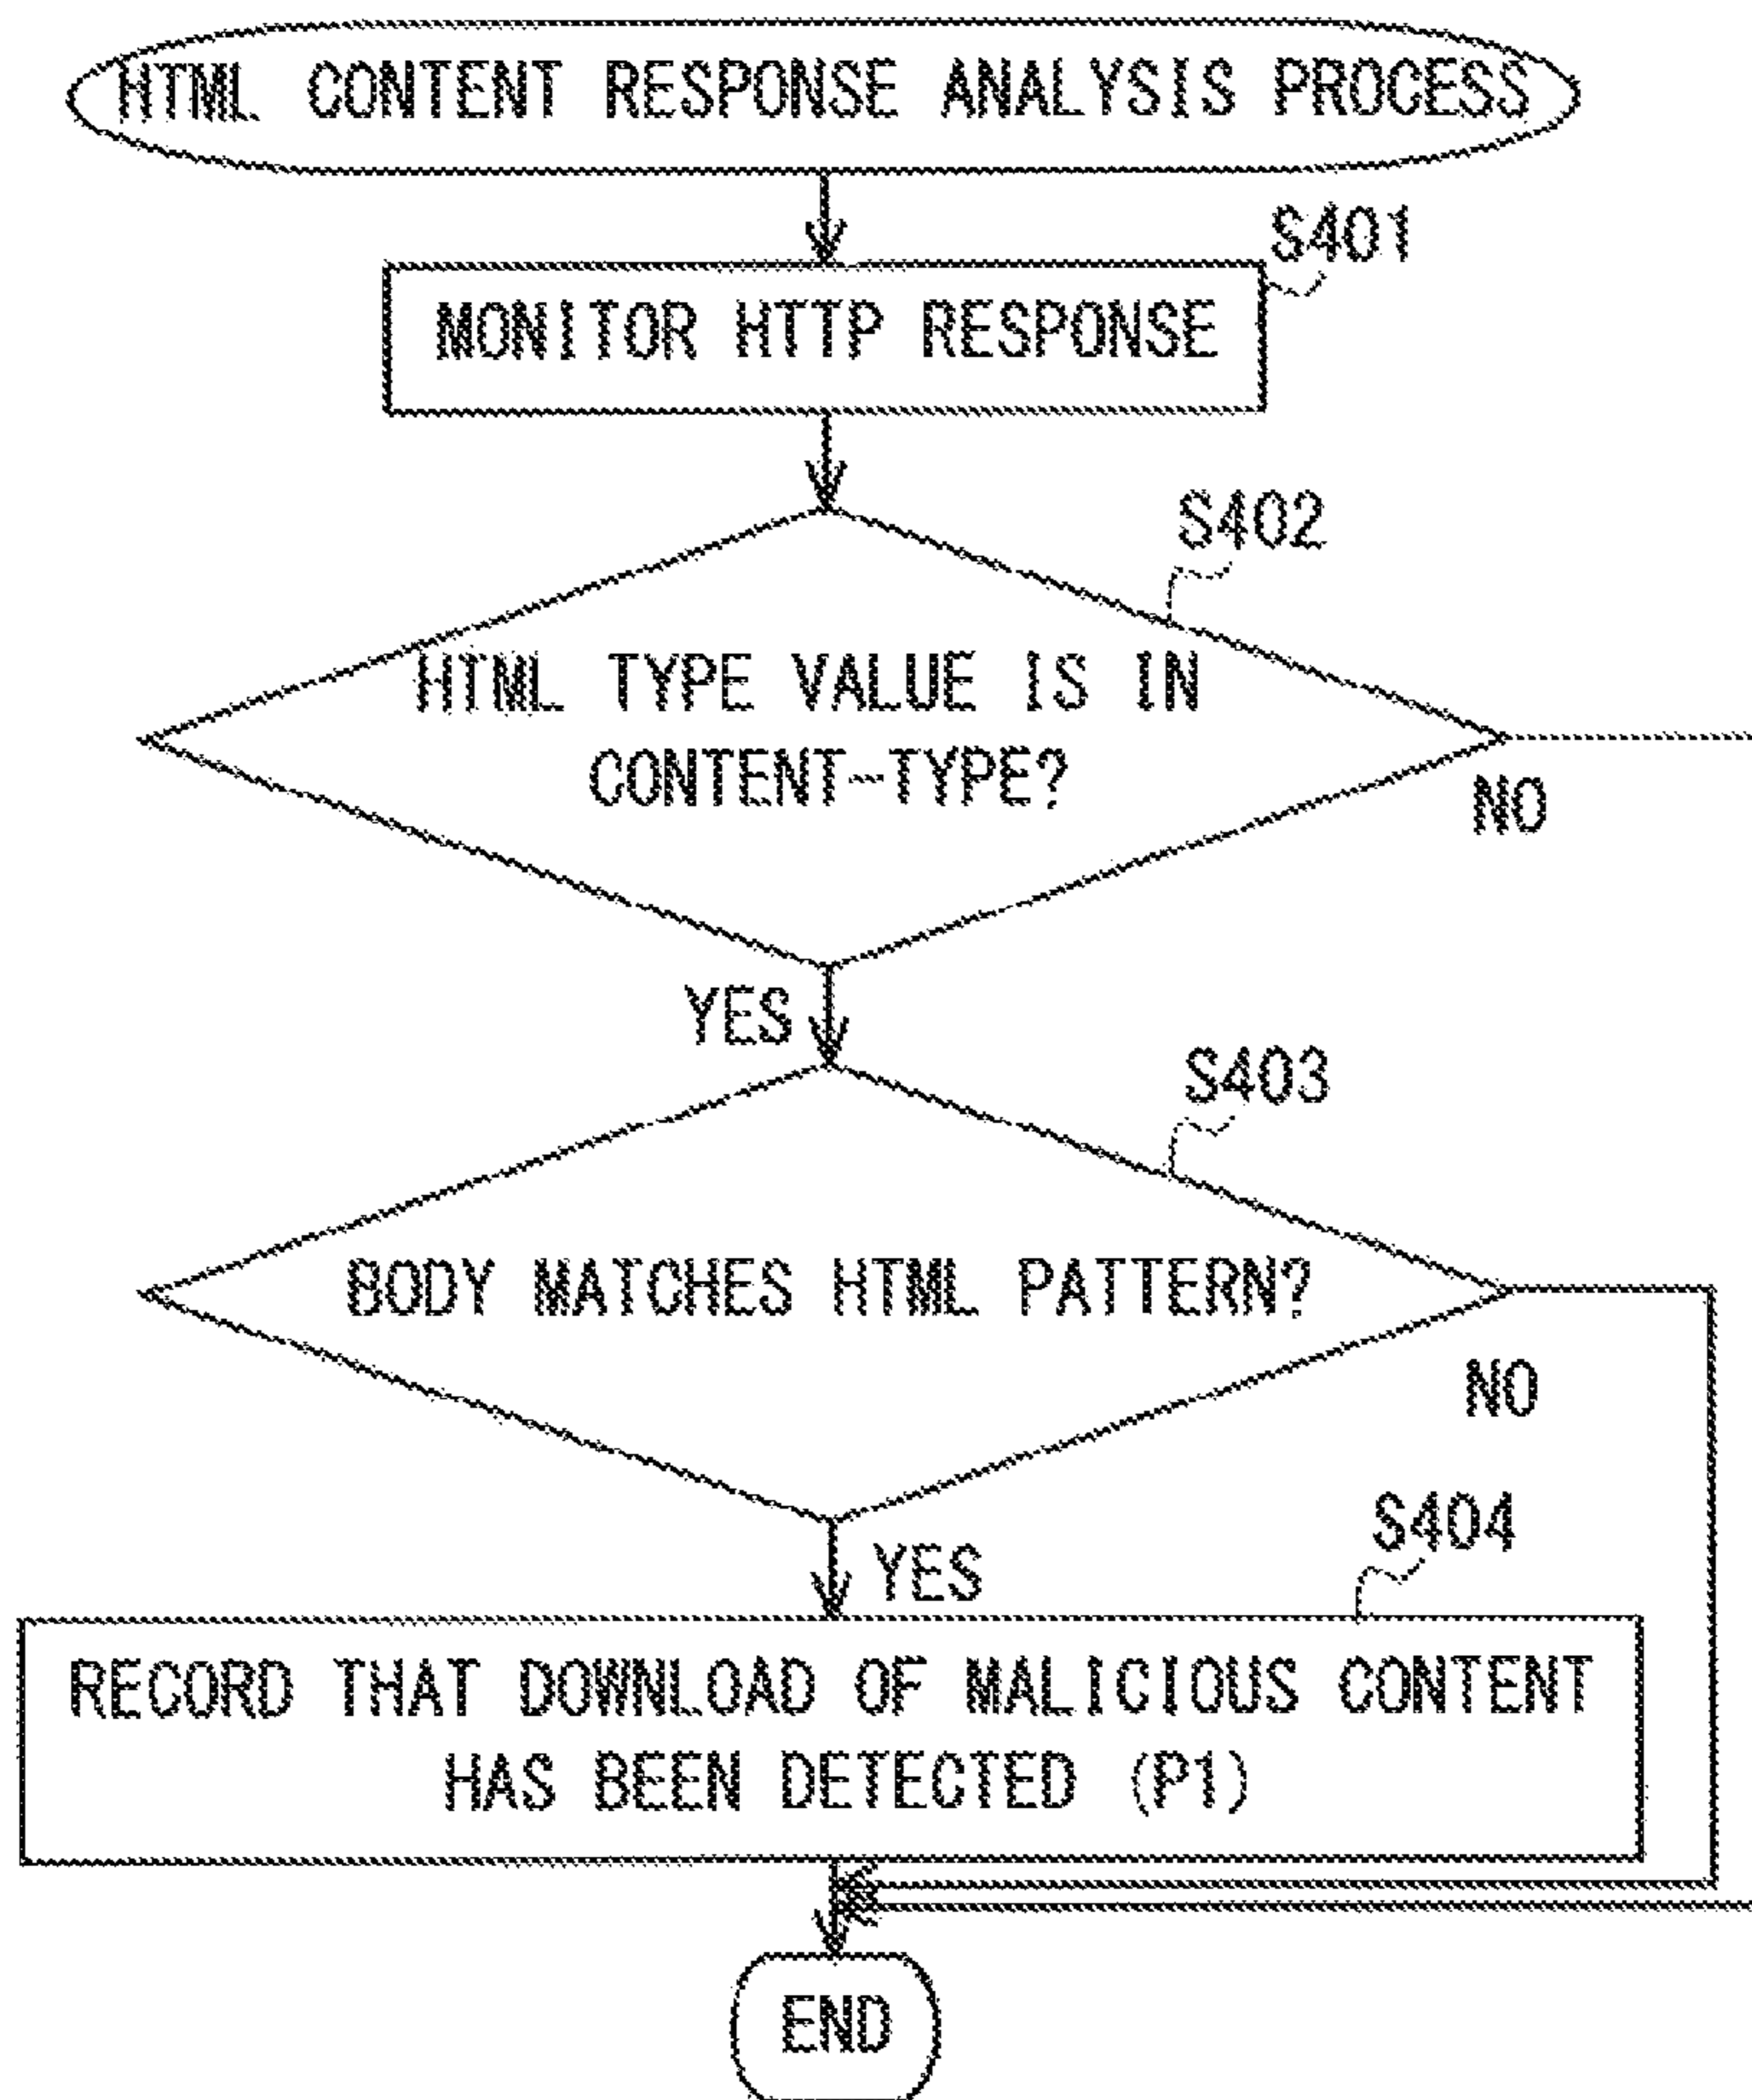 HTML CONTENT RESPONSE ANALYSIS PROCESS
S401
MONITOR HTTP RESPONSE
S402
HTML TYPE VALUE IS IN
CONTENT-TYPE?
NO
YES
S403
BODY MATCHES HTML PATTERN?
NO
S404
YES
RECORD THAT DOWNLOAD OF MALICIOUS CONTENT
HAS BEEN DETECTED (P1)
END